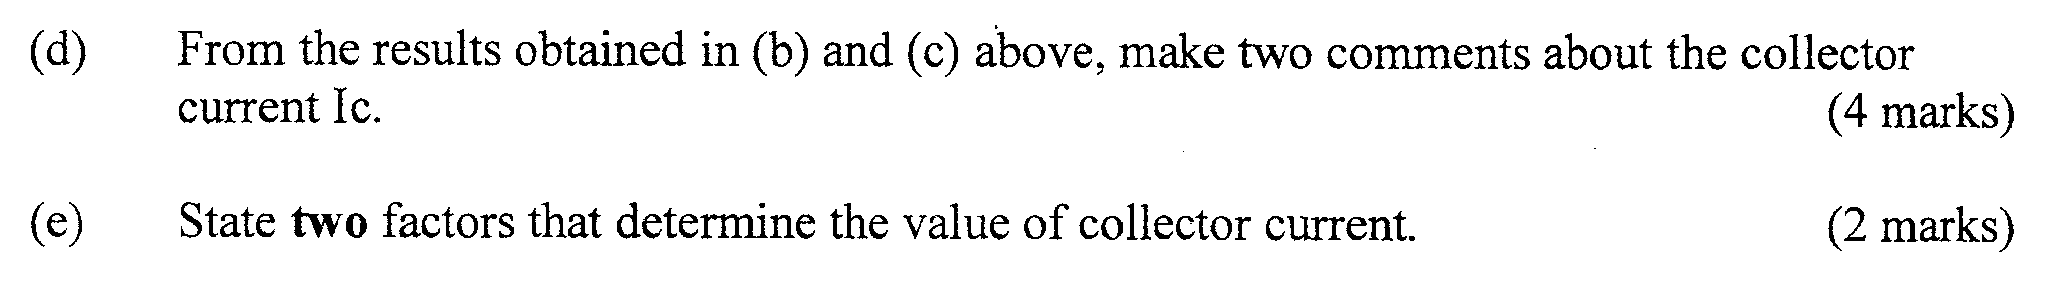 (d) From the results obtained in (b) and (c) above, make two comments about the collector
current Ic. (4 marks)
(e) State two factors that determine the value of collector current. (2 marks)